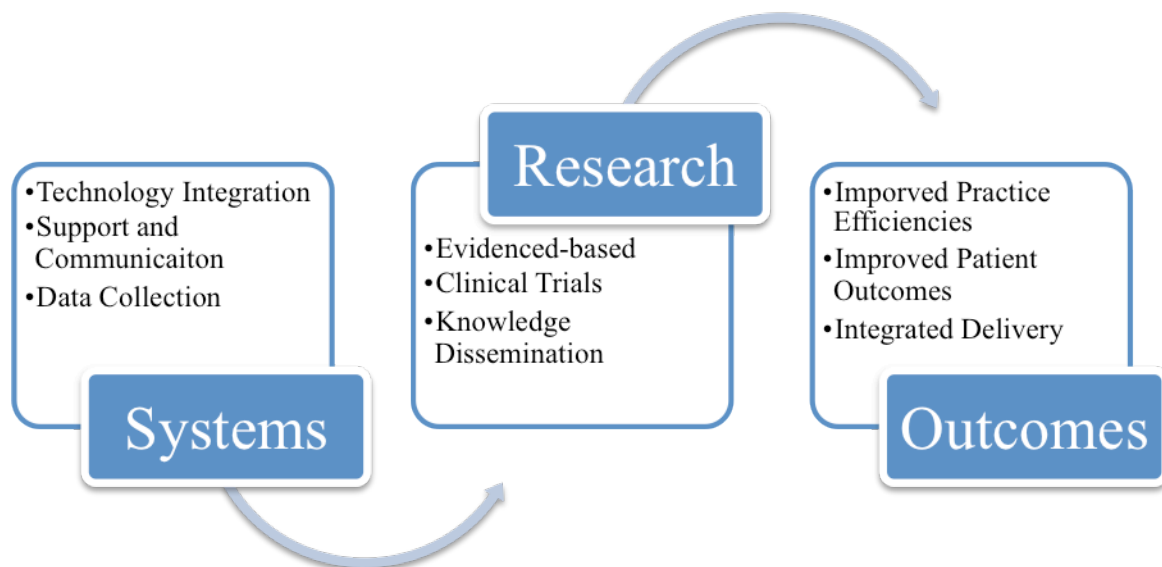 •Technology Integration
•Support and
Communicaiton
•Data Collection
Systems
Research
•Evidenced-based
•Clinical Trials
•Knowledge
Dissemination
•Imporved Practice
Efficiencies
•Improved Patient
Outcomes
•Integrated Delivery
Outcomes